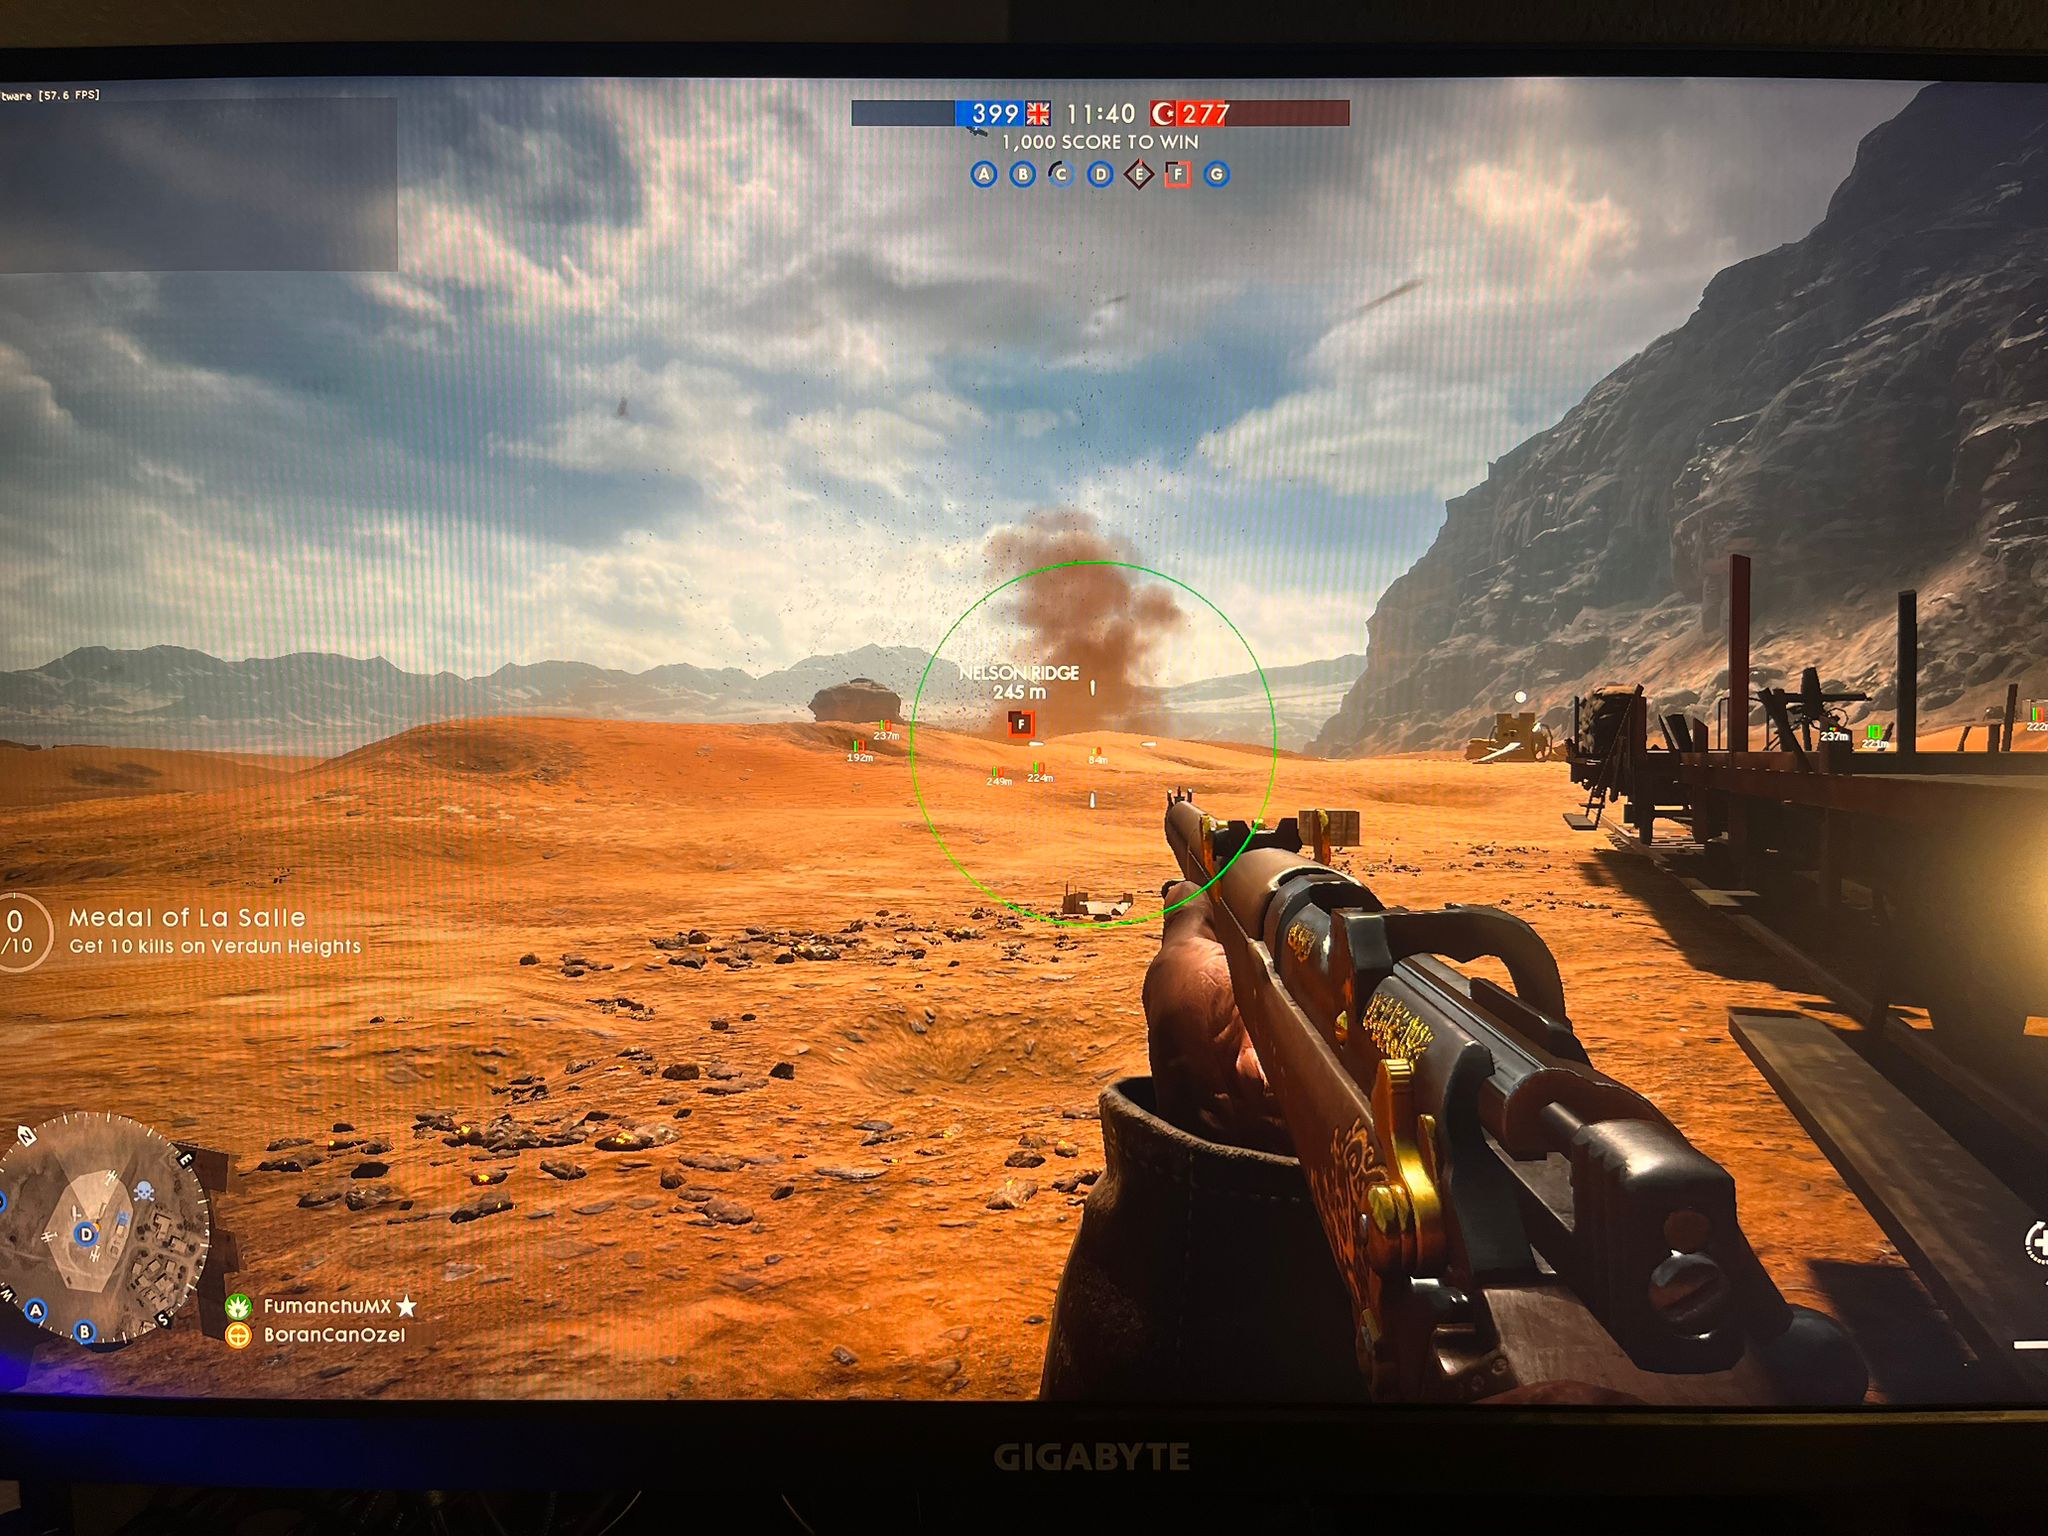 tware [57.6 FPS]
399 11:40 277
1,000 SCORE TO WIN
A B C D E F G
NELSON RIDGE
245 m
F
237m
192m
84m
249m 224m
237m
221m
0
/10
Medal of La Salle
Get 10 kills on Verdun Heights
N
E
D
W
A
B
S
FumanchuMX
BoranCanOzel
GIGABYTE